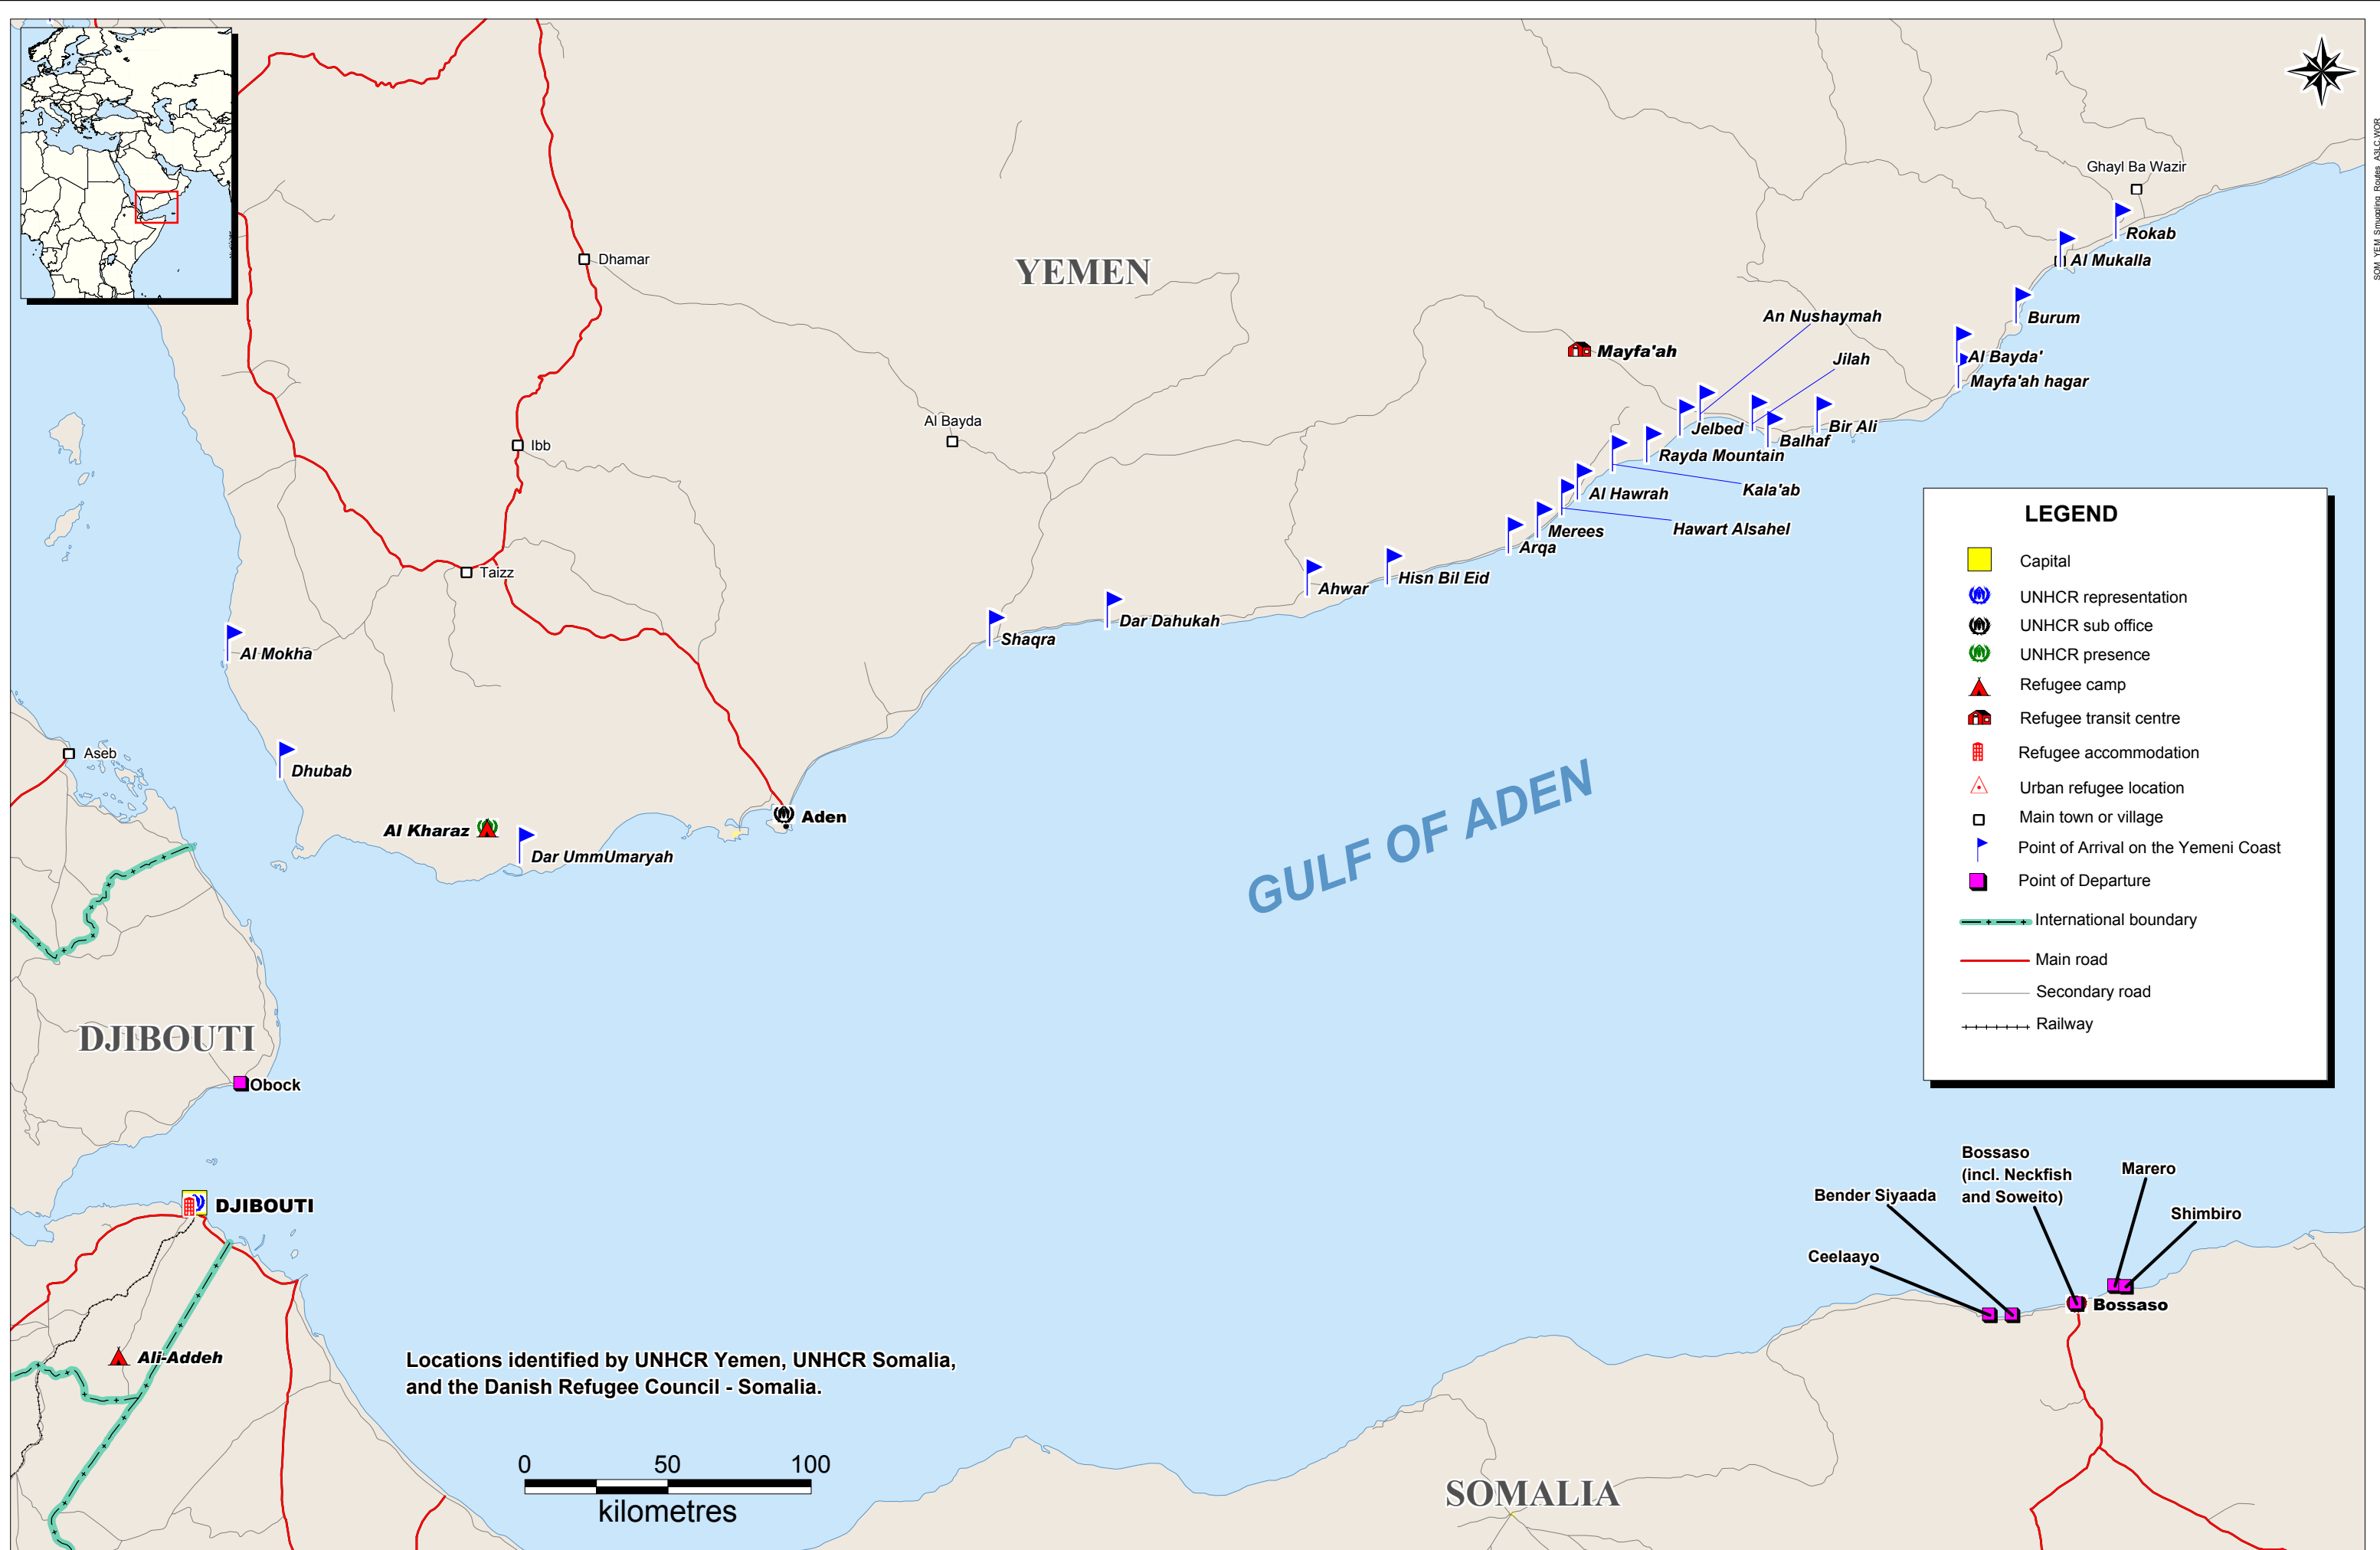 SOM_YEM_Smuggling_Routes_A3LC.WOR
Ghayl Ba Wazir
Rokab
Al Mukalla
YEMEN
Dhamar
Burum
An Nushaymah
Mayfa'ah
Al Bayda'
Jilah
Mayfa'ah hagar
Al Bayda
Ibb
Jelbed
Bir Ali
Balhaf
Rayda Mountain
Kala'ab
Al Hawrah
Hawart Alsahel
Merees
Arqa
Taizz
Hisn Bil Eid
Ahwar
Dar Dahukah
Shaqra
Al Mokha
Aseb
Dhubab
Aden
Al Kharaz
Dar UmmUmaryah
GULF OF ADEN
LEGEND
Capital
UNHCR representation
UNHCR sub office
UNHCR presence
Refugee camp
Refugee transit centre
Refugee accommodation
Urban refugee location
Main town or village
Point of Arrival on the Yemeni Coast
Point of Departure
International boundary
Main road
Secondary road
Railway
DJIBOUTI
Obock
DJIBOUTI
Ali-Addeh
Bossaso
(incl. Neckfish
and Soweito)
Marero
Bender Siyaada
Shimbiro
Ceelaayo
Bossaso
Locations identified by UNHCR Yemen, UNHCR Somalia,
and the Danish Refugee Council - Somalia.
0 50 100
kilometres
SOMALIA